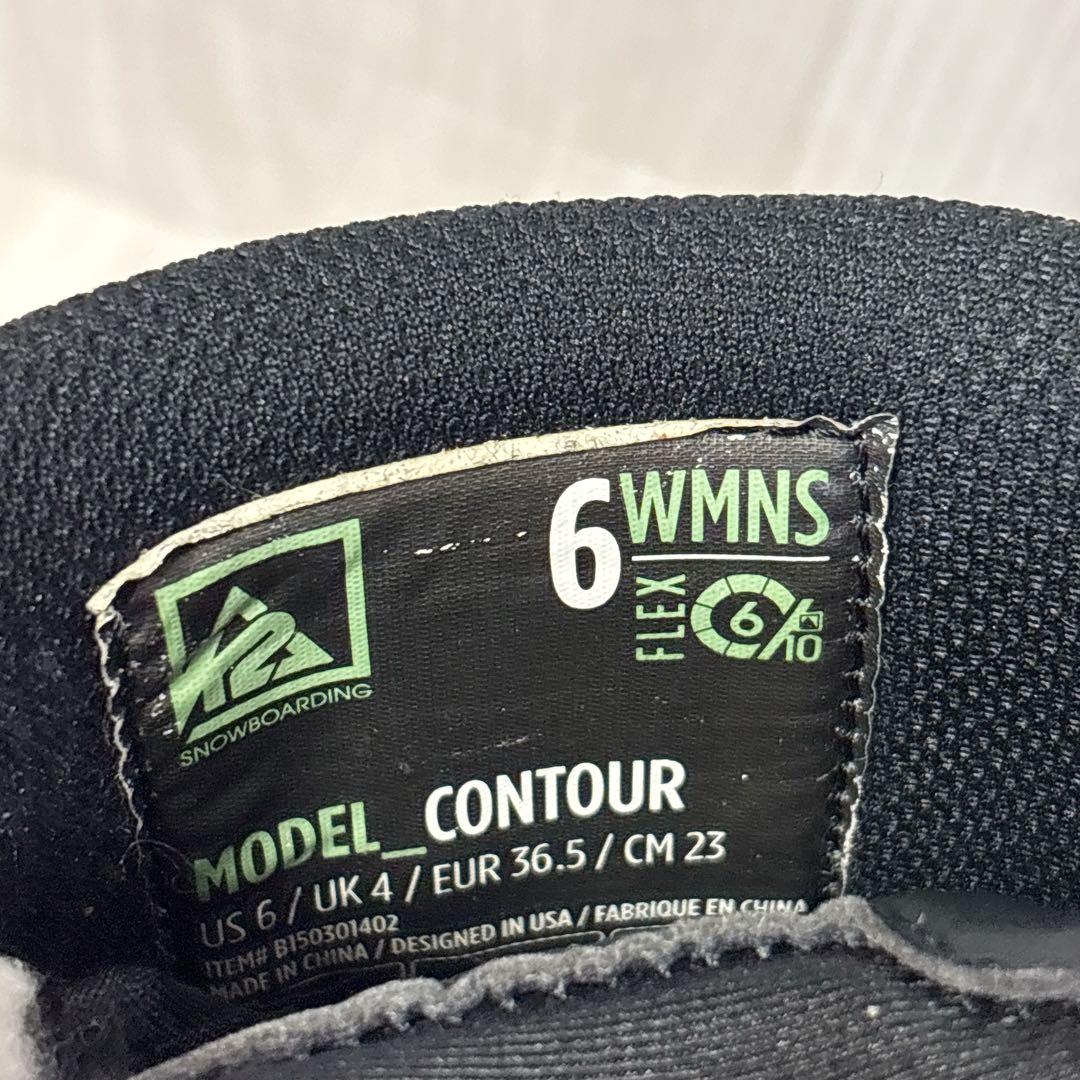 6 WMNS
FLEX 6/10
K2
SNOWBOARDING
MODEL_CONTOUR
US 6 / UK 4 / EUR 36.5 / CM 23
ITEM# B150301402
MADE IN CHINA / DESIGNED IN USA / FABRIQUE EN CHINA